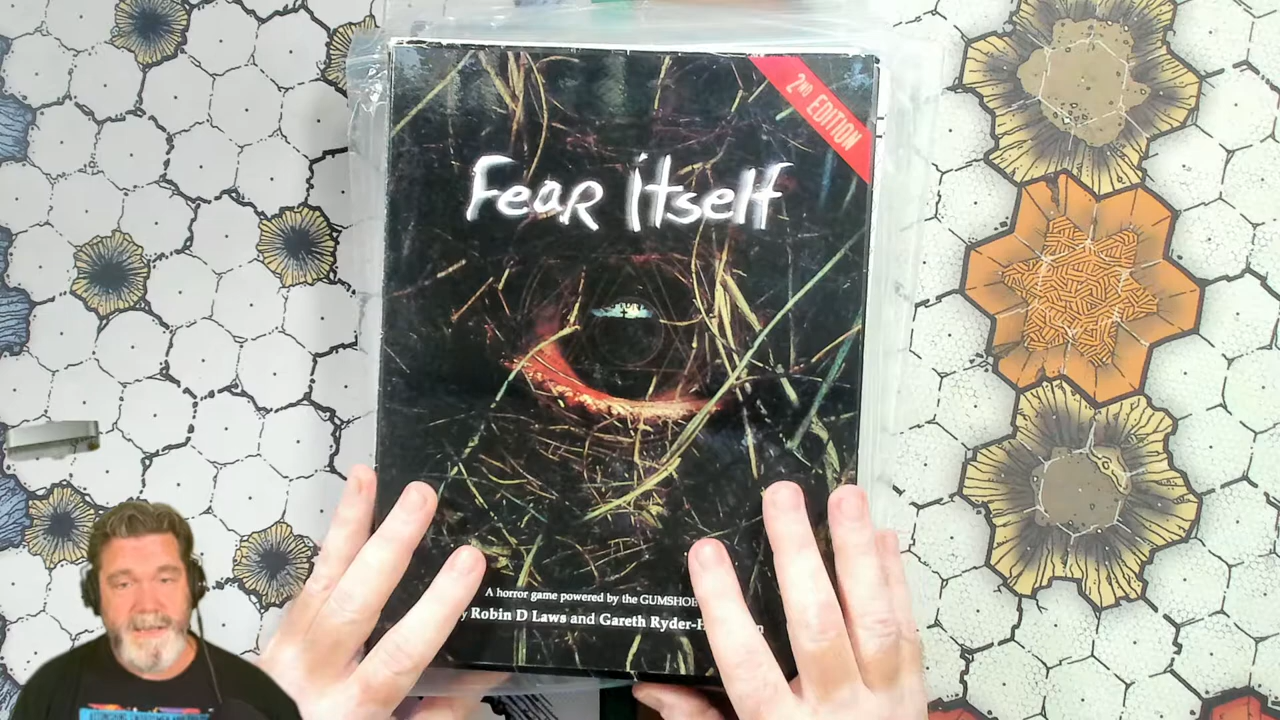 2ND EDITION
Fear Itself
A horror game powered by the GUMSHOE
Robin D Laws and Gareth Ryder-H